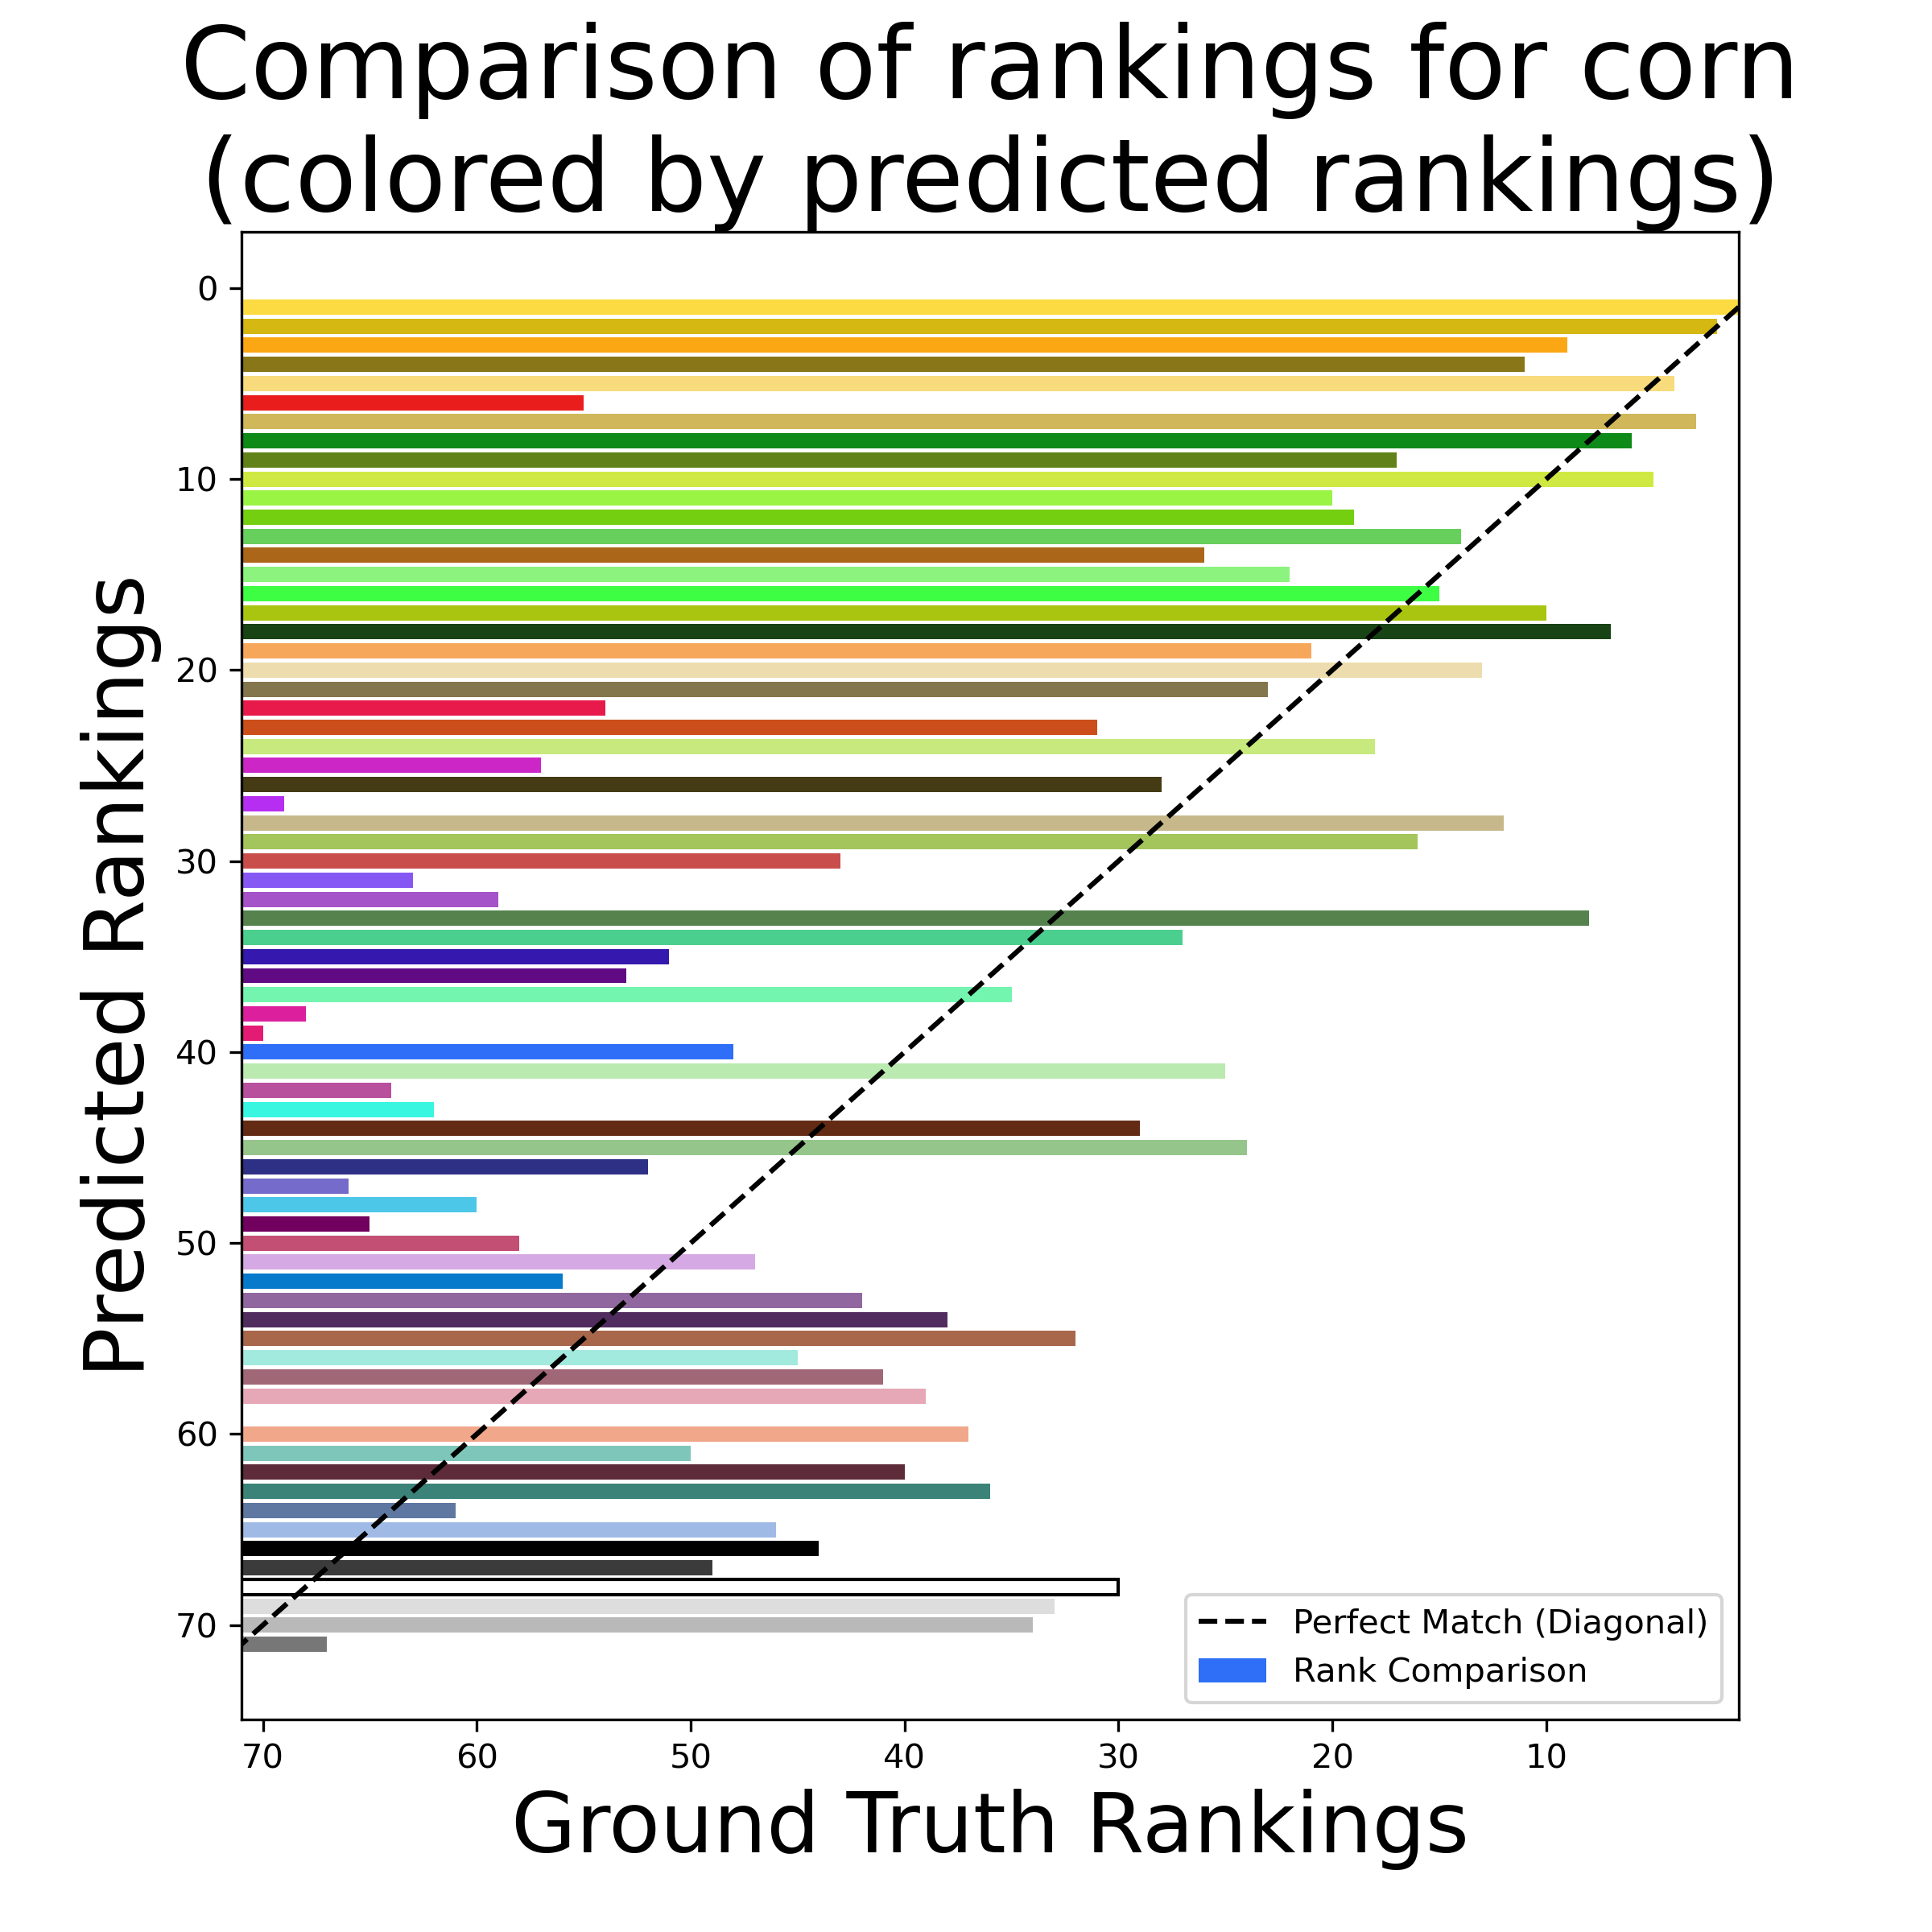 Comparison of rankings for corn
(colored by predicted rankings)
Predicted Rankings
0
10
20
30
40
50
60
70
Perfect Match (Diagonal)
Rank Comparison
70 60 50 40 30 20 10
Ground Truth Rankings